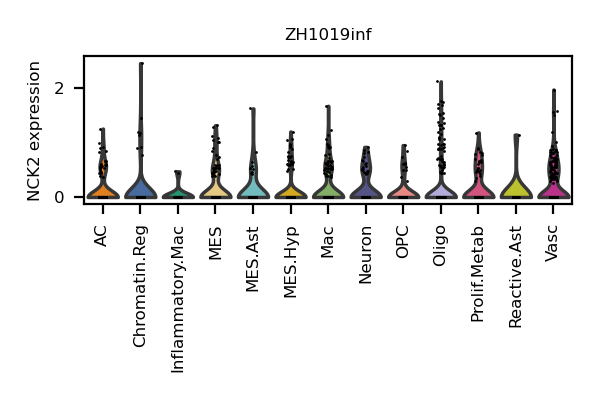 ZH1019inf
NCK2 expression
2
0
AC
Chromatin.Reg
Inflammatory.Mac
MES
MES.Ast
MES.Hyp
Mac
Neuron
OPC
Oligo
Prolif.Metab
Reactive.Ast
Vasc